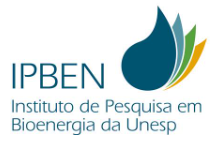 IPBEN
Instituto de Pesquisa em
Bioenergia da Unesp